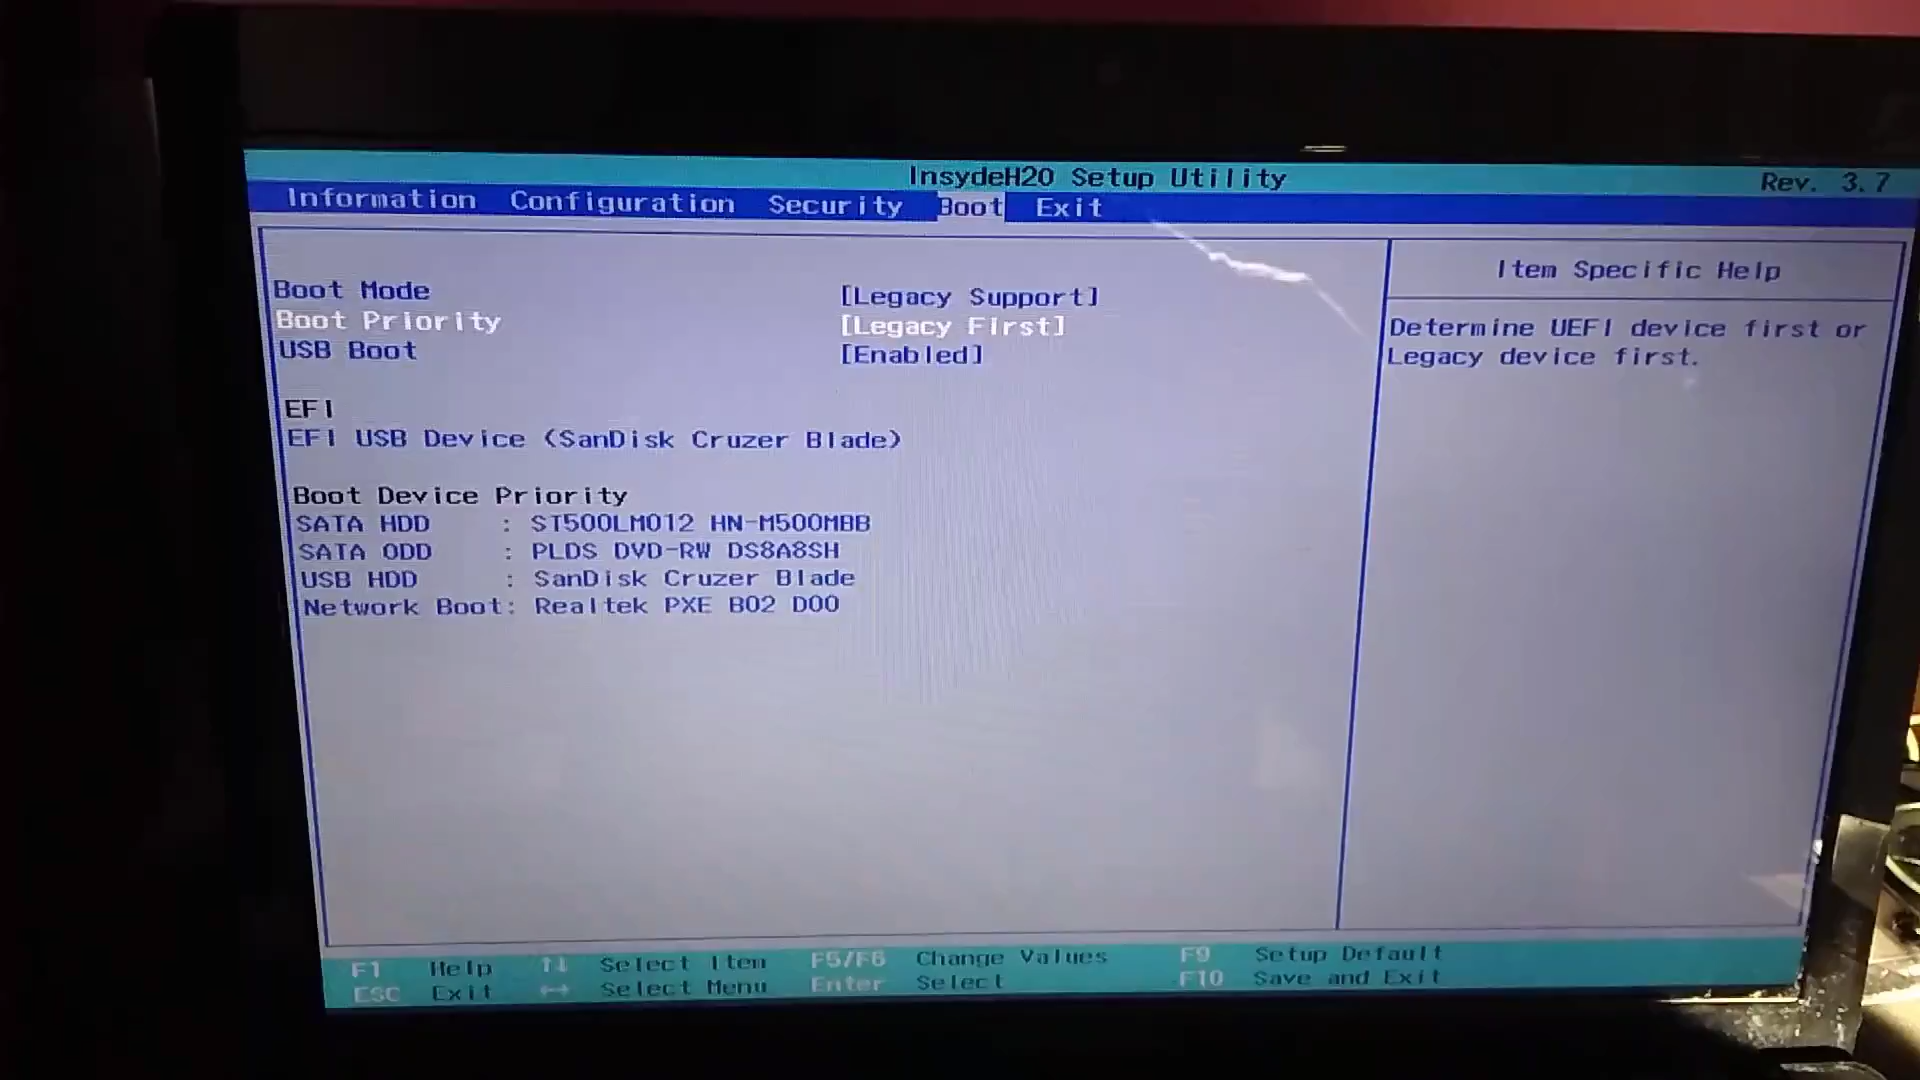 InsydeH20 Setup Utility Rev. 3.7
Information Configuration Security Boot Exit
Item Specific Help
Boot Mode [Legacy Support]
Boot Priority [Legacy First]
USB Boot [Enabled]
Determine UEFI device first or
Legacy device first.
EFI
EFI USB Device (SanDisk Cruzer Blade)
Boot Device Priority
SATA HDD : ST500LM012 HN-M500MBB
SATA ODD : PLDS DVD-RW DS8A8SH
USB HDD : SanDisk Cruzer Blade
Network Boot: Realtek PXE B02 D00
F1 Help ↑↓ Select Item F5/F6 Change Values F9 Setup Default
ESC Exit ↔ Select Menu Enter Select F10 Save and Exit